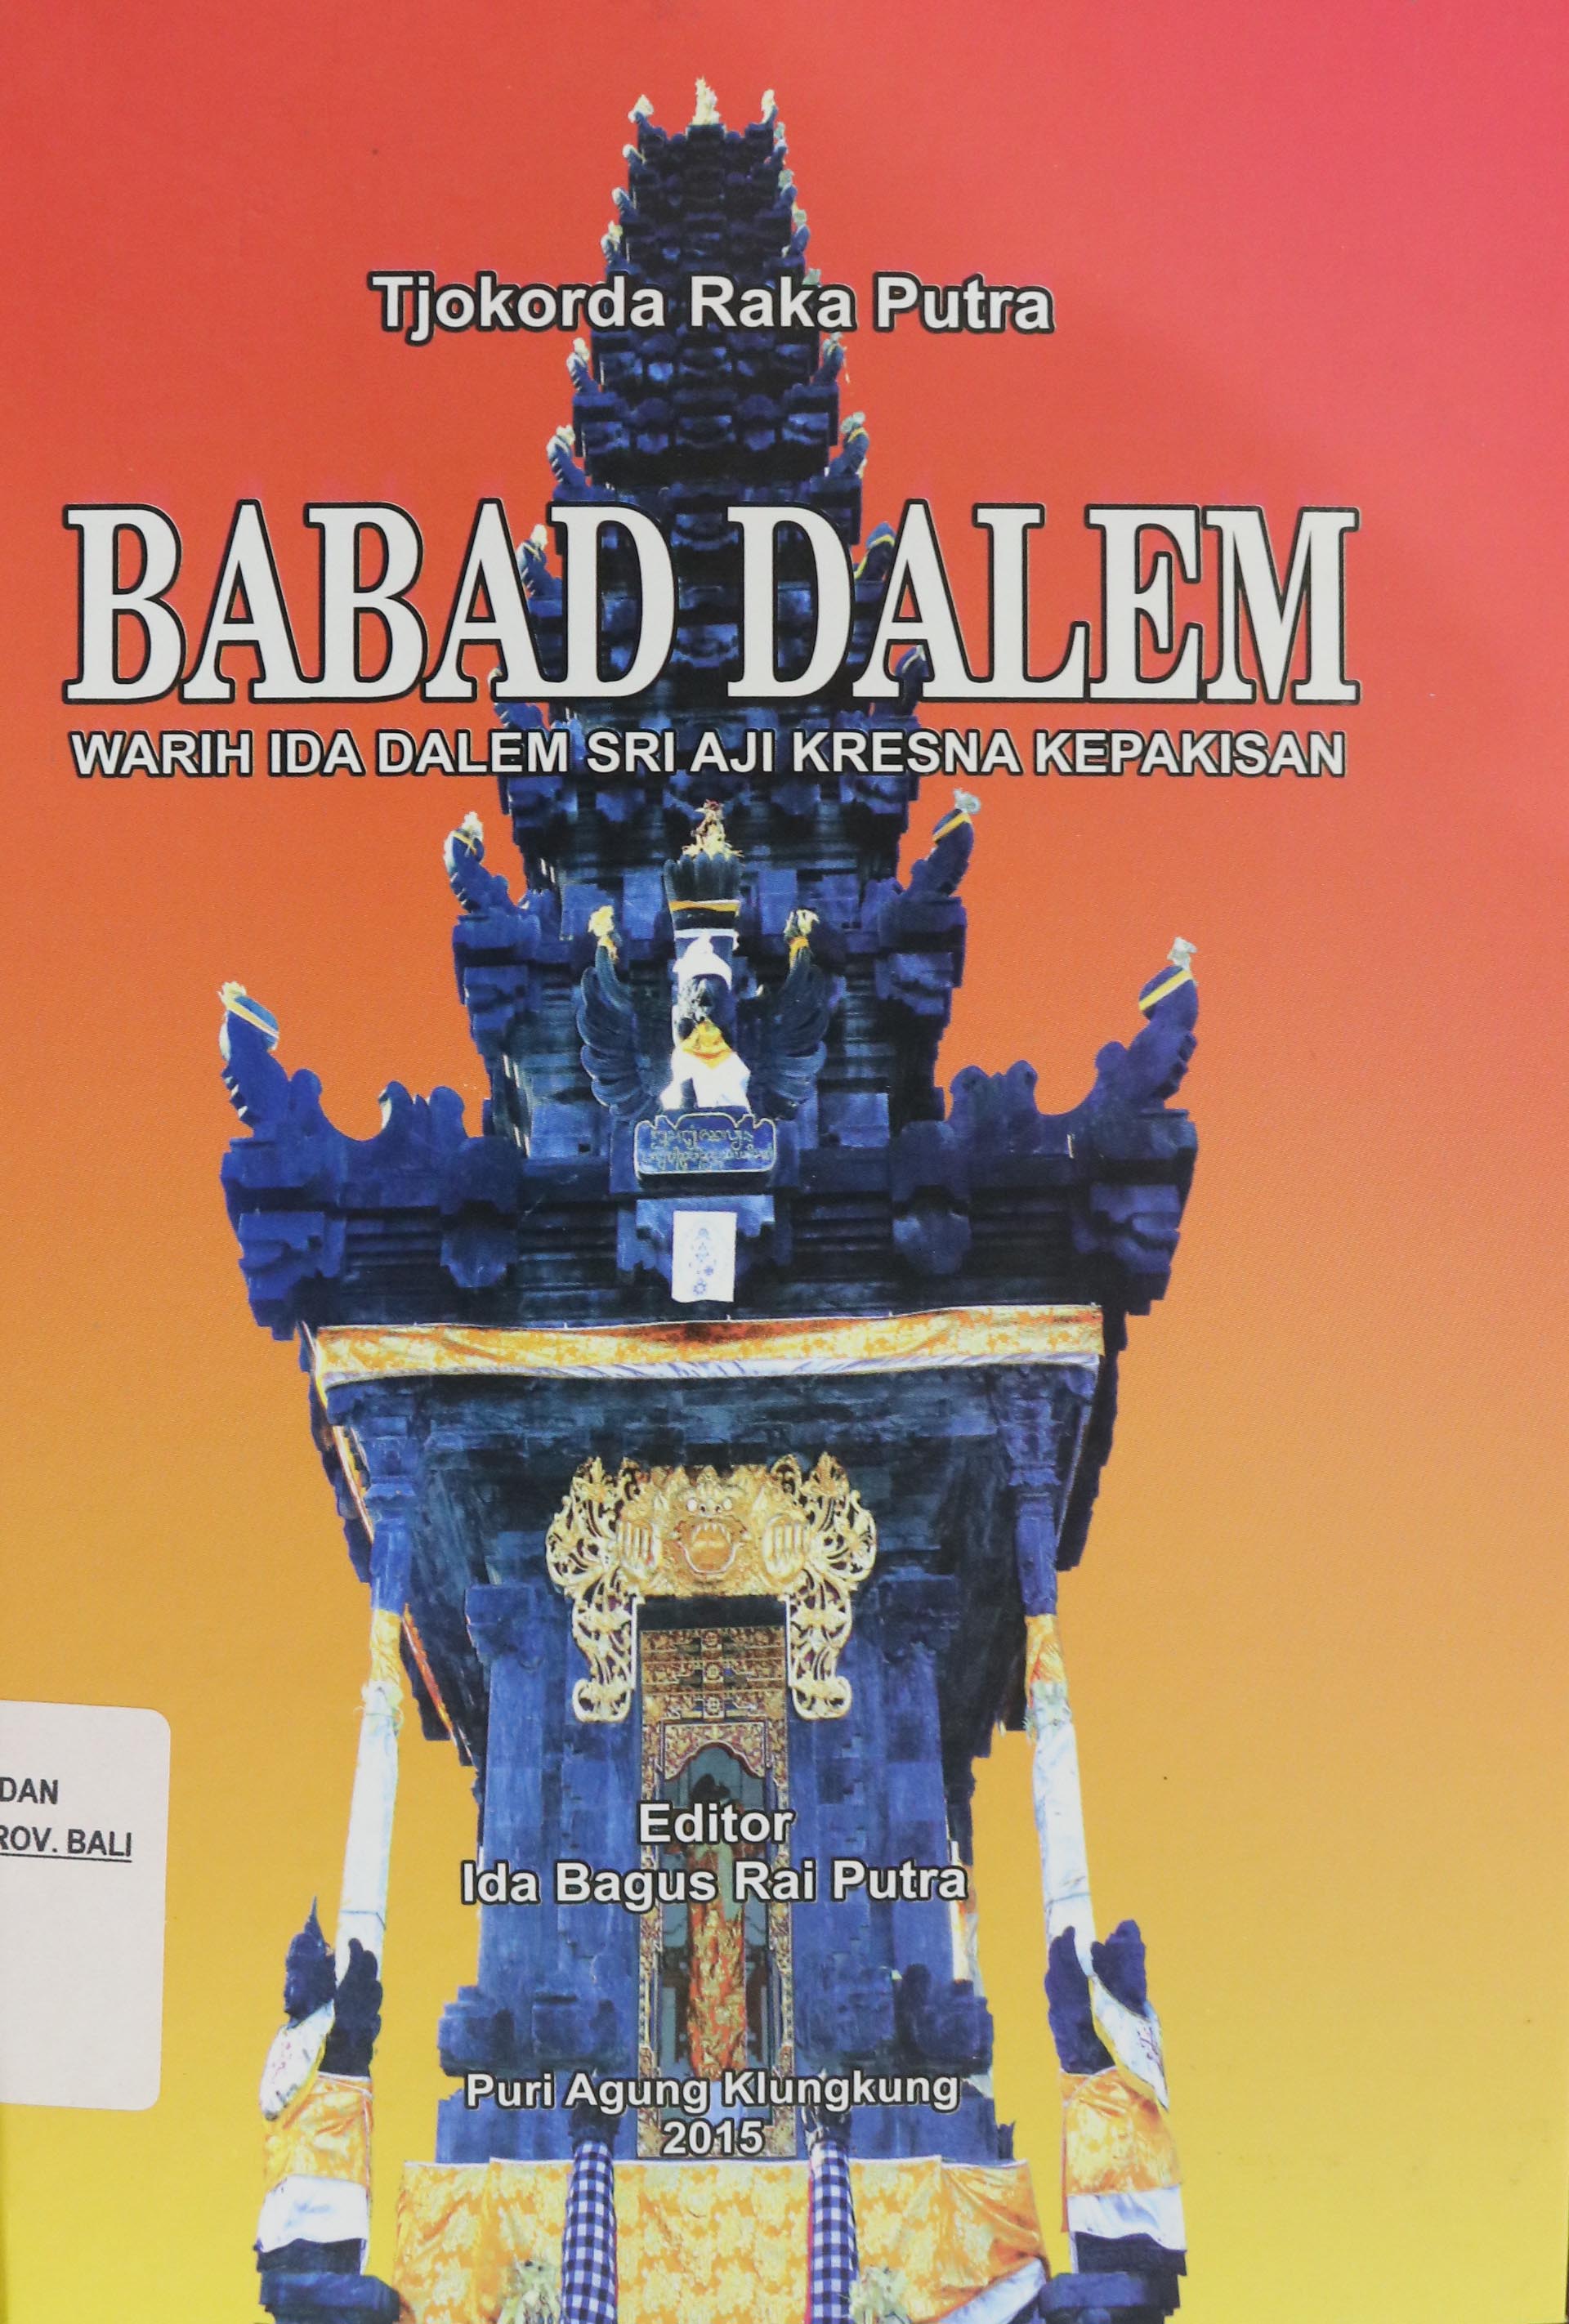 Tjokorda Raka Putra
BABAD DALEM
WARIH IDA DALEM SRI AJI KRESNA KEPAKISAN
DAN
ROV. BALI
Editor
Ida Bagus Rai Putra
Puri Agung Klungkung
2015